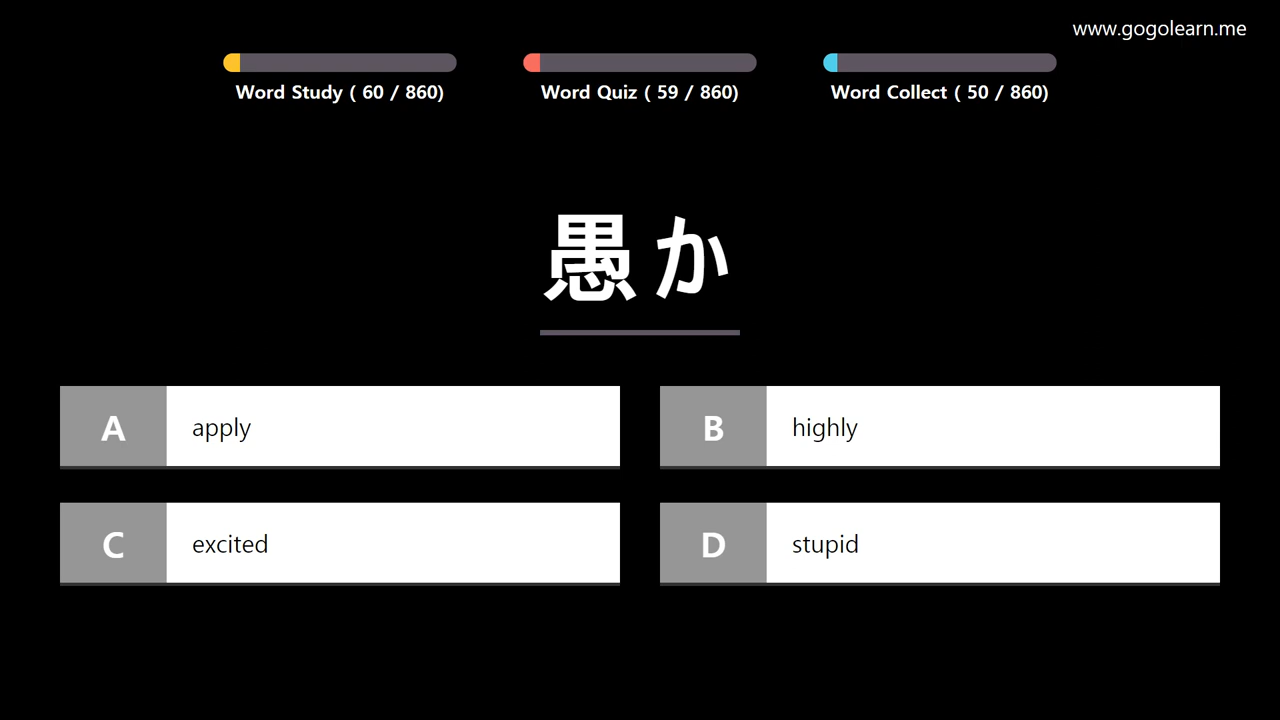 www.gogolearn.me
Word Study ( 60 / 860)
Word Quiz ( 59 / 860)
Word Collect ( 50 / 860)
愚か
A apply
B highly
C excited
D stupid